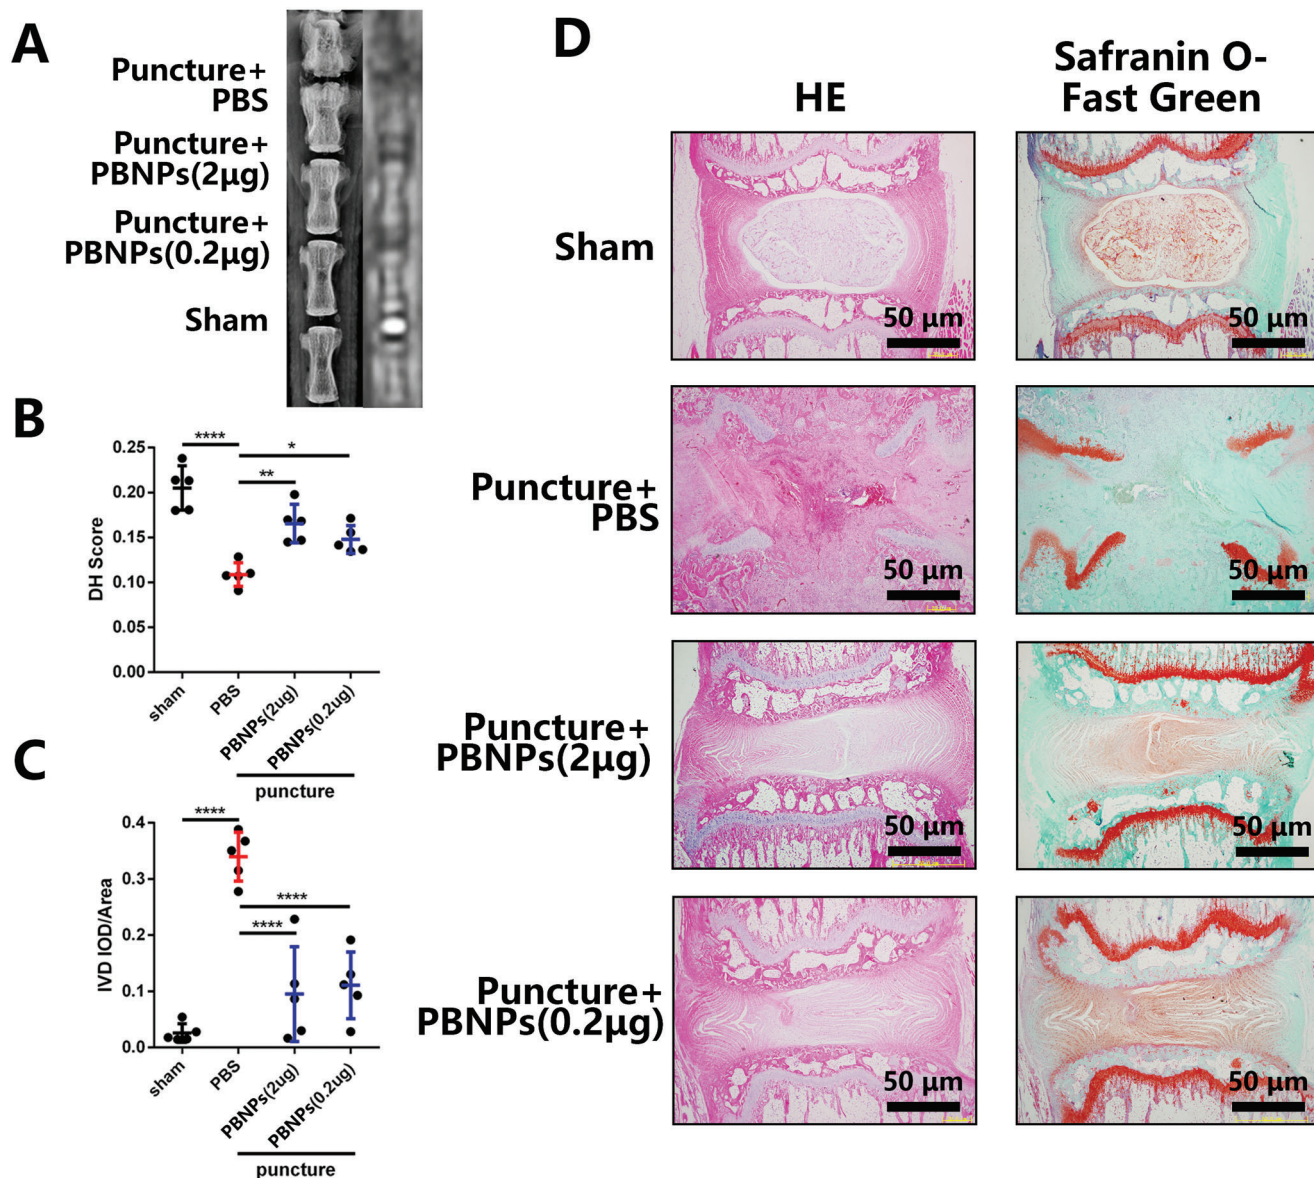 A
Puncture+
PBS
Puncture+
PBNPs(2μg)
Puncture+
PBNPs(0.2μg)
Sham
B
DH Score
0.25
0.20
0.15
0.10
0.05
0.00
****
*
**
sham
PBS
PBNPs(2ug)
PBNPs(0.2ug)
puncture
C
IVD IOD/Area
0.4
0.3
0.2
0.1
0.0
****
****
****
sham
PBS
PBNPs(2ug)
PBNPs(0.2ug)
puncture
D
HE
Safranin O-
Fast Green
Sham
50 μm
50 μm
Puncture+
PBS
50 μm
50 μm
Puncture+
PBNPs(2μg)
50 μm
50 μm
Puncture+
PBNPs(0.2μg)
50 μm
50 μm